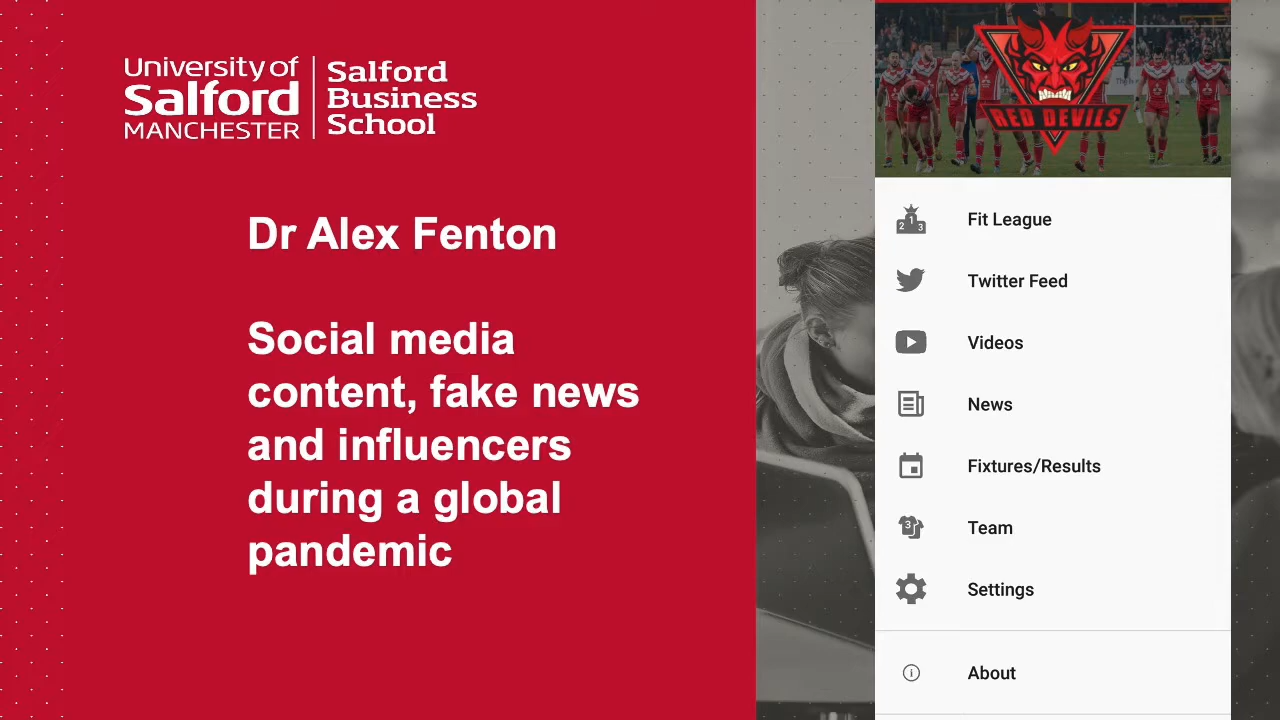 University of
Salford
MANCHESTER
Salford
Business
School
Dr Alex Fenton
Social media
content, fake news
and influencers
during a global
pandemic
RED DEVILS
Fit League
Twitter Feed
Videos
News
Fixtures/Results
Team
Settings
About